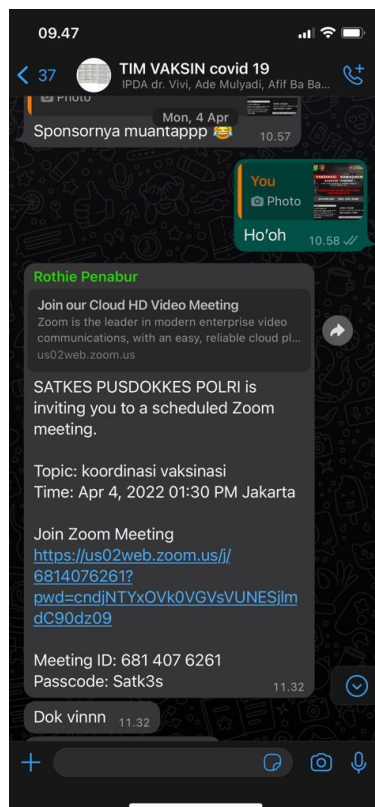 09.47
37
TIM VAKSIN covid 19
IPDA dr. Vivi, Ade Mulyadi, Afif Ba Ba...
Photo
Mon, 4 Apr
Sponsornya muantappp 😂
10.57
You
Photo
Ho'oh
10.58
Rothie Penabur
Join our Cloud HD Video Meeting
Zoom is the leader in modern enterprise video
communications, with an easy, reliable cloud pl...
us02web.zoom.us
SATKES PUSDOKKES POLRI is
inviting you to a scheduled Zoom
meeting.
Topic: koordinasi vaksinasi
Time: Apr 4, 2022 01:30 PM Jakarta
Join Zoom Meeting
https://us02web.zoom.us/j/
6814076261?
pwd=cndjNTYxOVk0VGVsVUNESjlm
dC90dz09
Meeting ID: 681 407 6261
Passcode: Satk3s
11.32
Dok vinnn
11.32